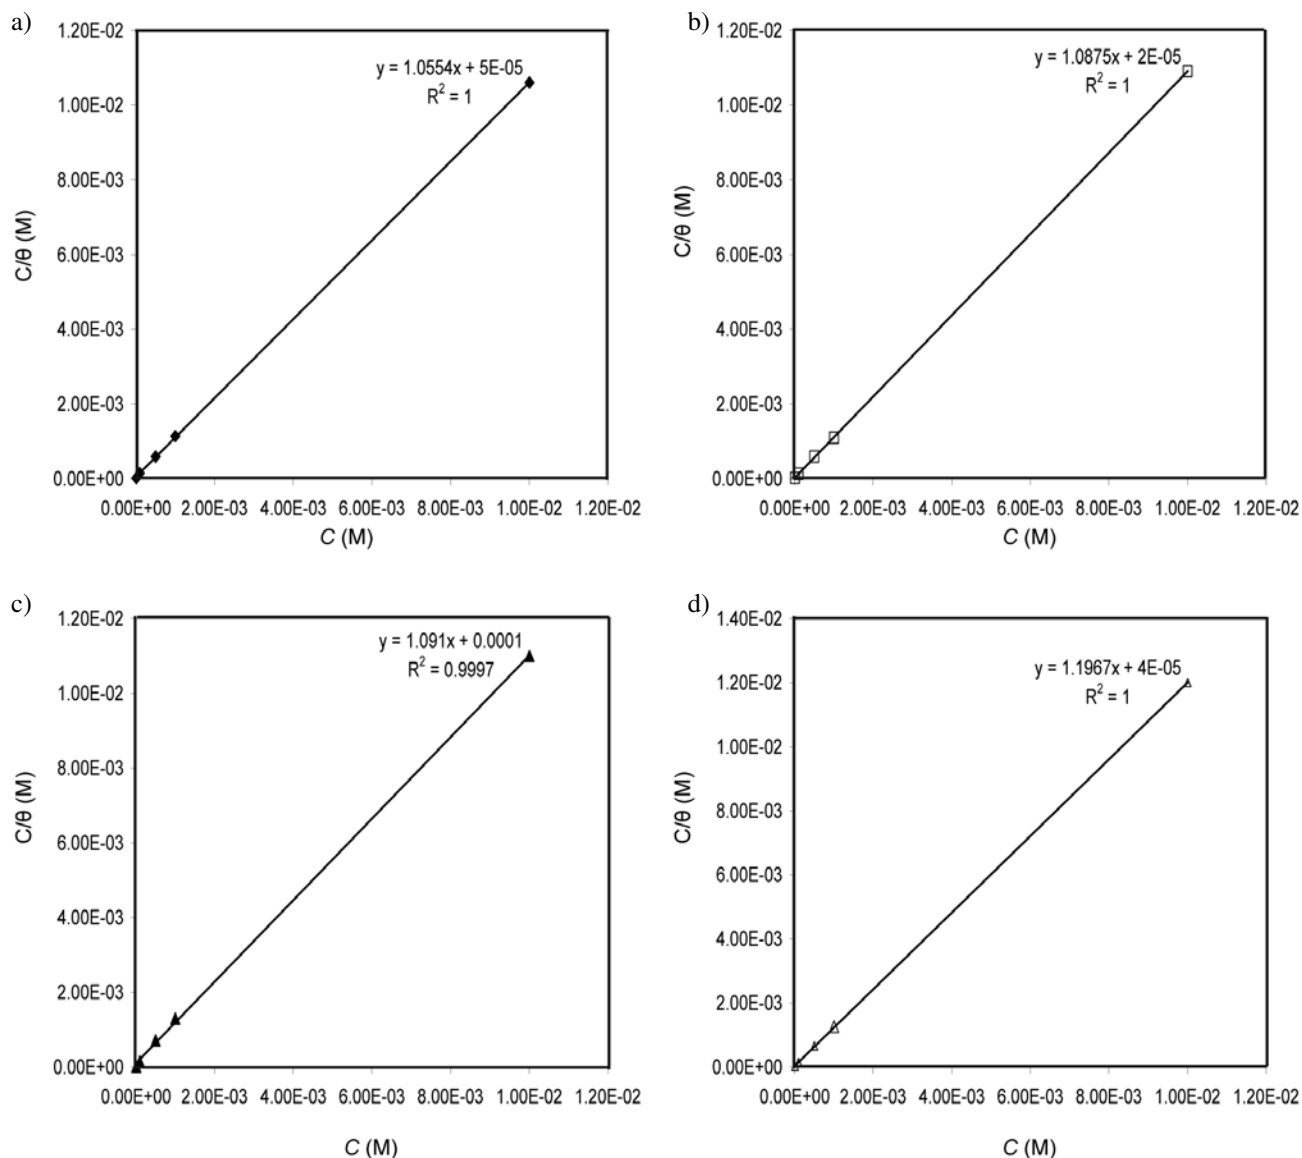 a)
1.20E-02
1.00E-02
8.00E-03
6.00E-03
4.00E-03
2.00E-03
0.00E+00
C/θ (M)
y = 1.0554x + 5E-05
R² = 1
0.00E+00 2.00E-03 4.00E-03 6.00E-03 8.00E-03 1.00E-02 1.20E-02
C (M)
b)
1.20E-02
1.00E-02
8.00E-03
6.00E-03
4.00E-03
2.00E-03
0.00E+00
C/θ (M)
y = 1.0875x + 2E-05
R² = 1
0.00E+00 2.00E-03 4.00E-03 6.00E-03 8.00E-03 1.00E-02 1.20E-02
C (M)
c)
1.20E-02
1.00E-02
8.00E-03
6.00E-03
4.00E-03
2.00E-03
0.00E+00
C/θ (M)
y = 1.091x + 0.0001
R² = 0.9997
0.00E+00 2.00E-03 4.00E-03 6.00E-03 8.00E-03 1.00E-02 1.20E-02
C (M)
d)
1.40E-02
1.20E-02
1.00E-02
8.00E-03
6.00E-03
4.00E-03
2.00E-03
0.00E+00
C/θ (M)
y = 1.1967x + 4E-05
R² = 1
0.00E+00 2.00E-03 4.00E-03 6.00E-03 8.00E-03 1.00E-02 1.20E-02
C (M)